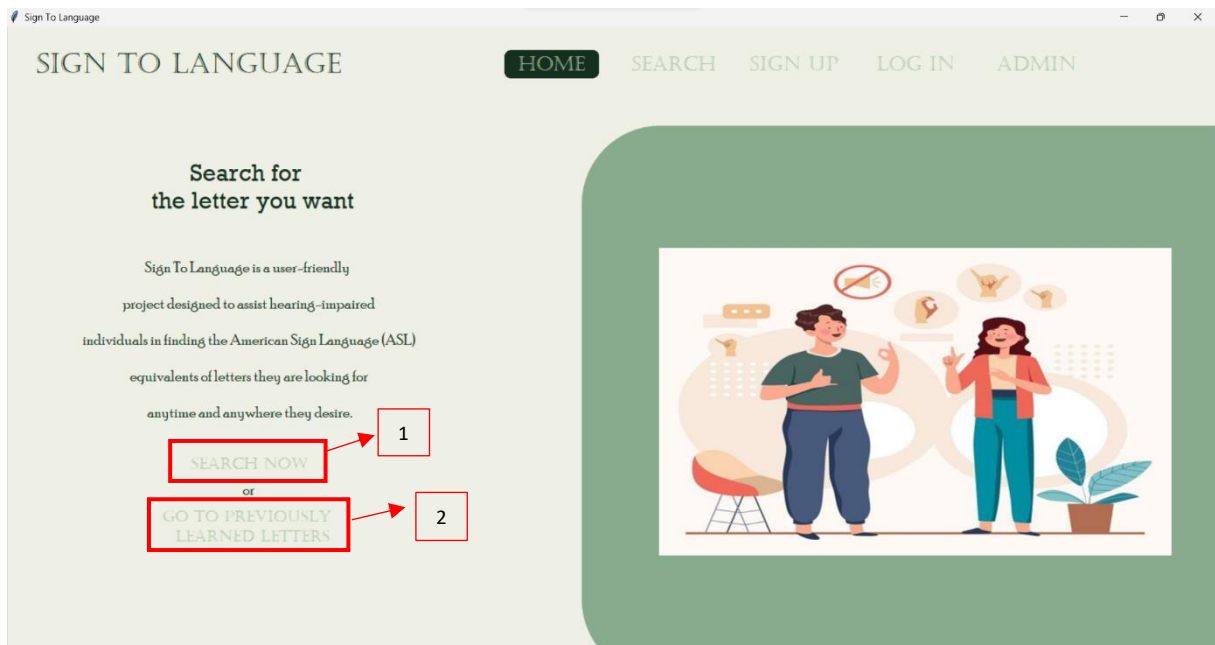 Sign To Language
SIGN TO LANGUAGE
HOME SEARCH SIGN UP LOG IN ADMIN
Search for
the letter you want
Sign To Language is a user-friendly
project designed to assist hearing-impaired
individuals in finding the American Sign Language (ASL)
equivalents of letters they are looking for
anytime and anywhere they desire.
1
SEARCH NOW
or
GO TO PREVIOUSLY
LEARNED LETTERS
2